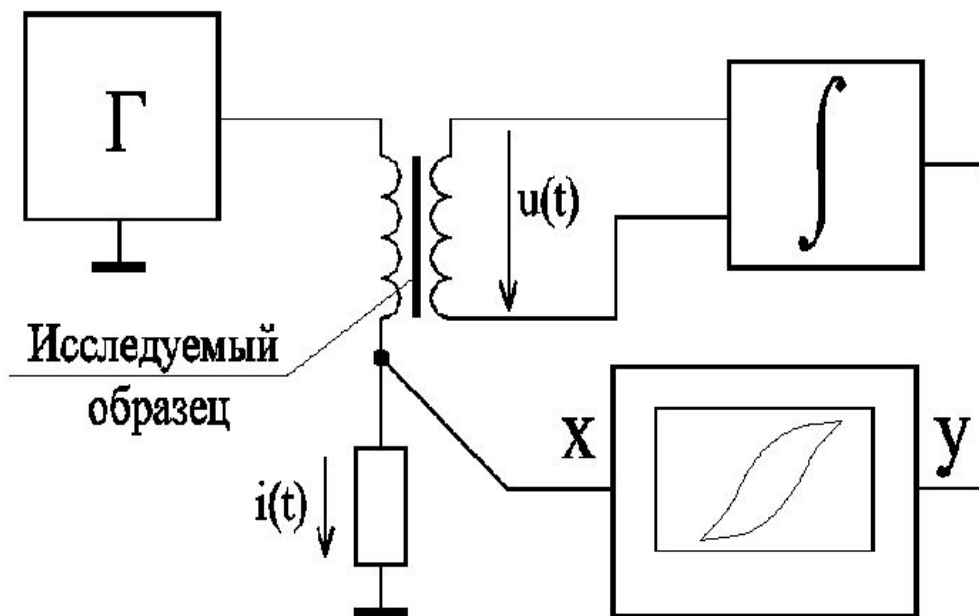 Г
∫
u(t)
Исследуемый
образец
x
y
i(t)